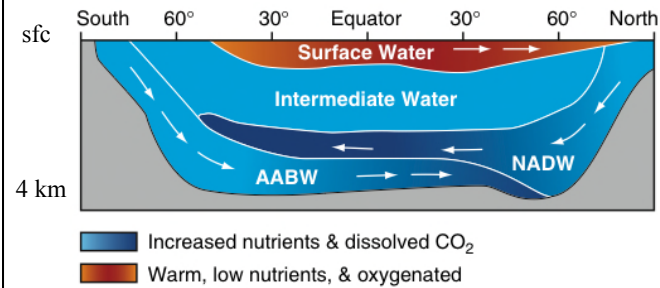 South 60° 30° Equator 30° 60° North
sfc
Surface Water
Intermediate Water
NADW
AABW
4 km
Increased nutrients & dissolved CO₂
Warm, low nutrients, & oxygenated